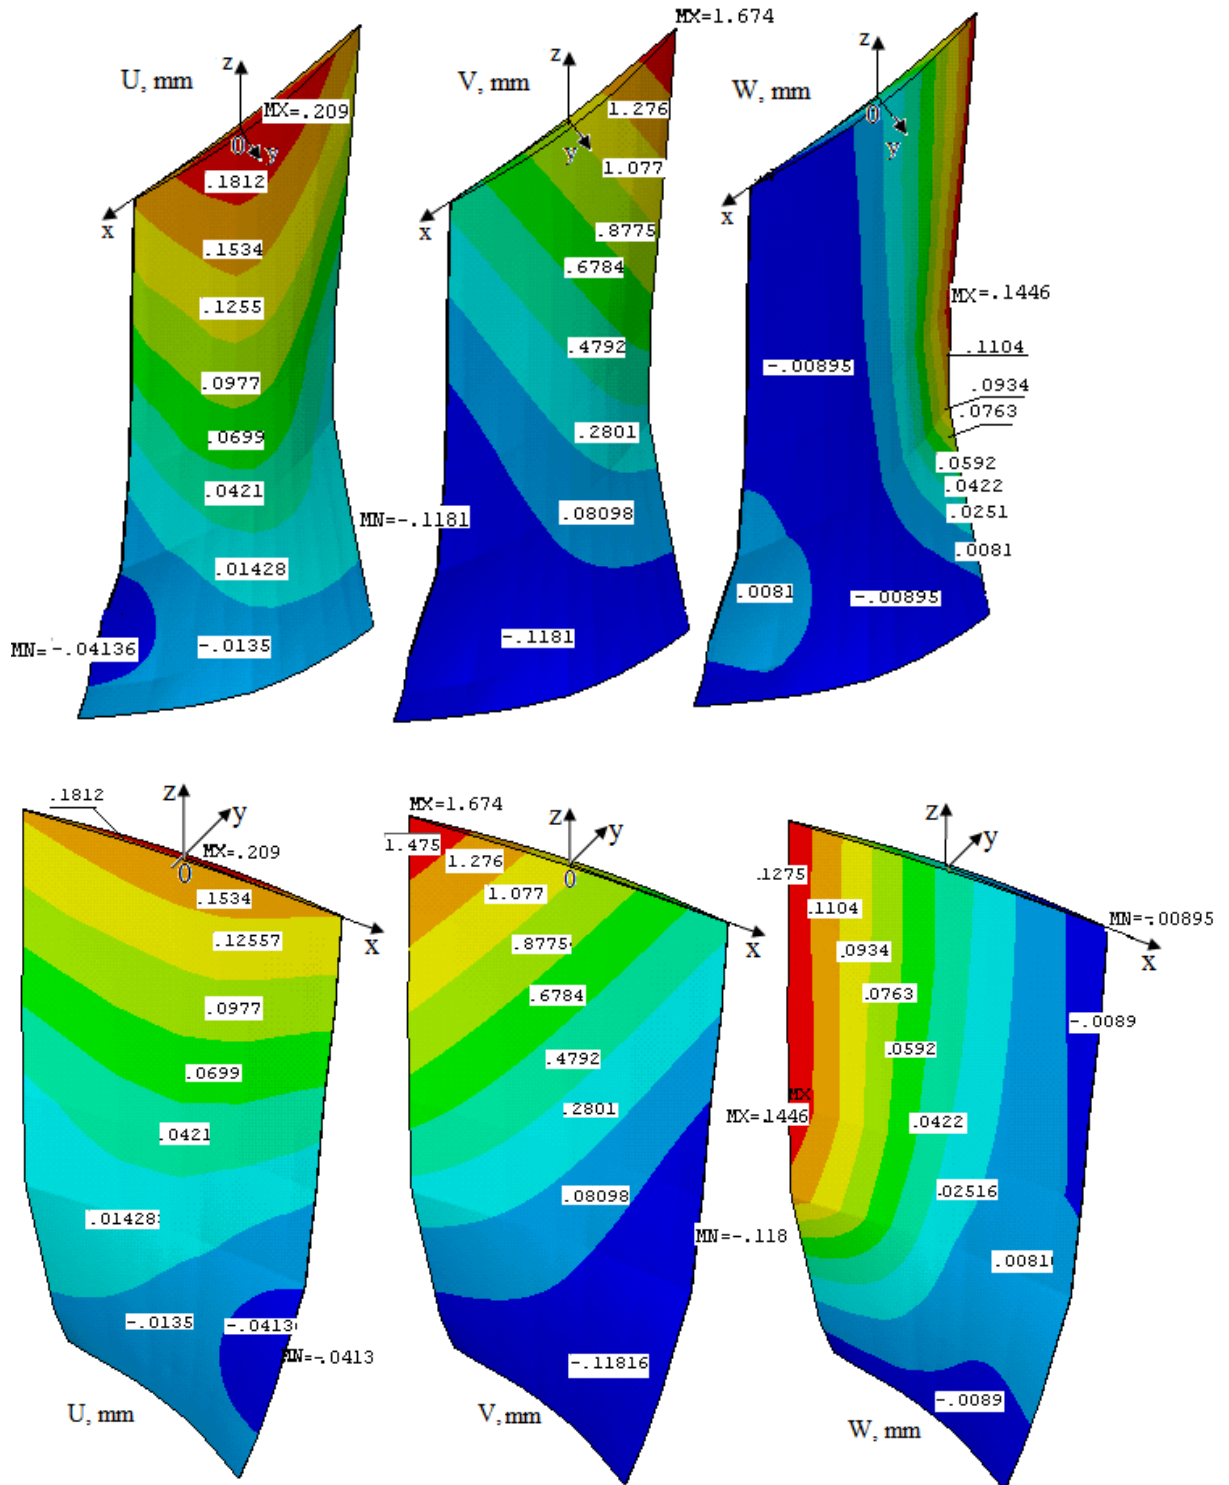 U, mm
z
MX=.209
0
y
.1812
x
.1534
.1255
.0977
.0699
.0421
.01428
-.0135
MN=-.04136
V, mm
z
MX=1.674
1.276
y
1.077
x
.8775
.6784
.4792
.2801
.08098
MN=-.1181
-.1181
W, mm
z
0
y
x
MX=.1446
.1104
-.00895
.0934
.0763
.0592
.0422
.0251
.0081
.0081
-.00895
.1812
z
y
MX=.209
0
.1534
x
.12557
.0977
.0699
.0421
.01428
-.0135
-.0413
MN=-.0413
U, mm
MX=1.674
z
y
1.475
1.276
0
1.077
x
.8775
.6784
.4792
.2801
.08098
MN=-.118
-.11816
V, mm
z
y
.1275
.1104
MN=-.00895
x
.0934
.0763
-.0089
.0592
MX
MX=.1446
.0422
.02516
.0081
-.0089
W, mm